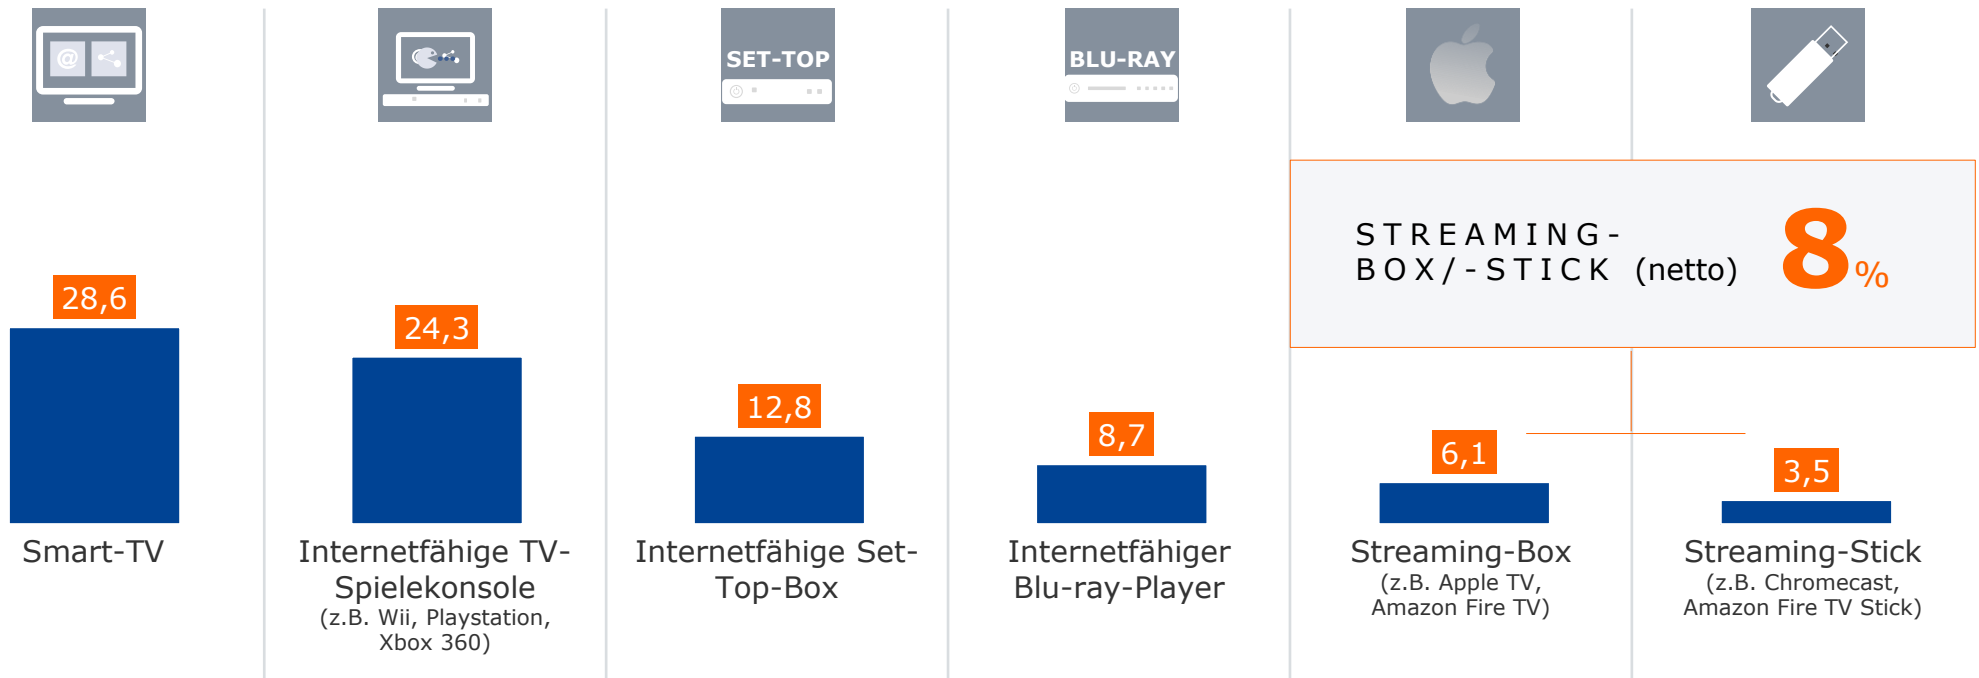 @
SET-TOP
BLU-RAY
STREAMING-
BOX/-STICK (netto)
8%
28,6
24,3
12,8
8,7
6,1
3,5
Smart-TV
Internetfähige TV-
Spielekonsole
(z.B. Wii, Playstation,
Xbox 360)
Internetfähige Set-
Top-Box
Internetfähiger
Blu-ray-Player
Streaming-Box
(z.B. Apple TV,
Amazon Fire TV)
Streaming-Stick
(z.B. Chromecast,
Amazon Fire TV Stick)